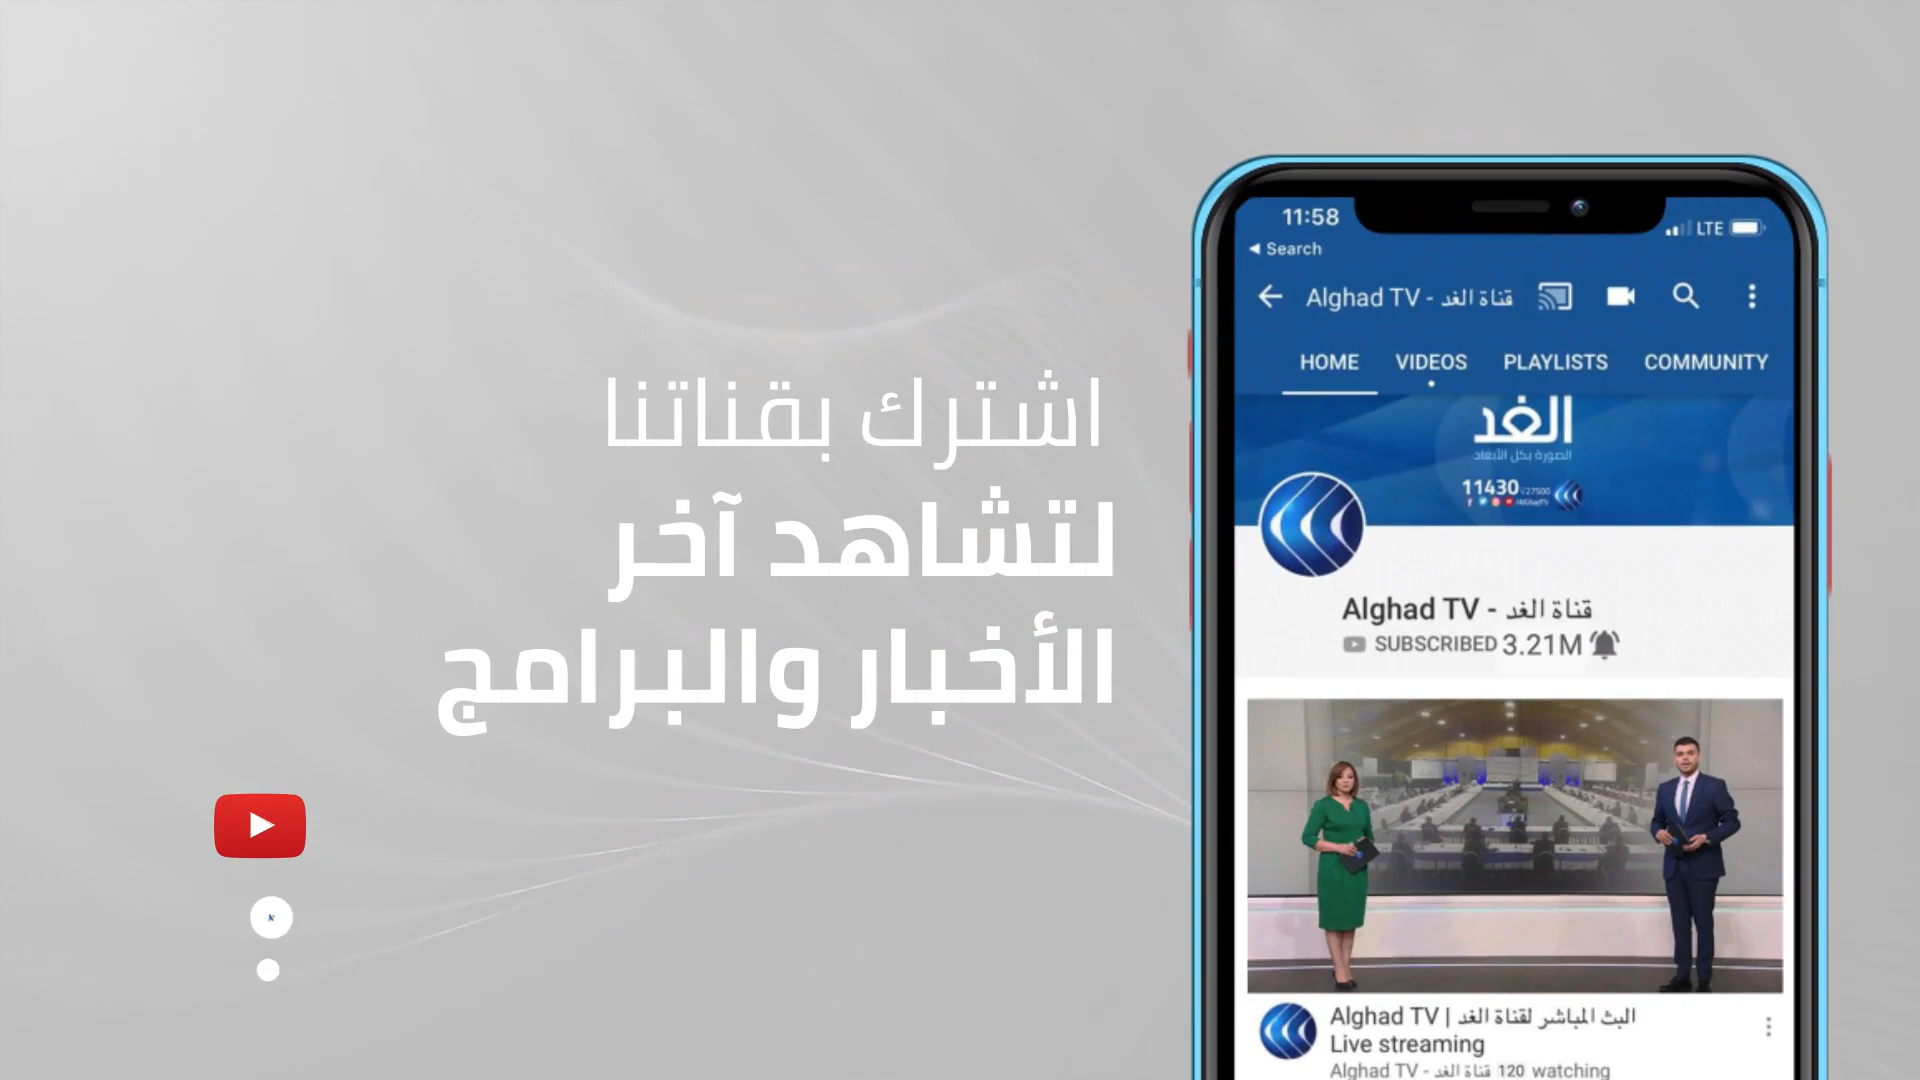 اشترك بقناتنا
لتشاهد آخر
الأخبار والبرامج
11:58
LTE
◄ Search
Alghad TV - قناة الغد
HOME VIDEOS PLAYLISTS COMMUNITY
الغد
الصورة بكل الأبعاد
11430 V/27500
/AlGhadTV
Alghad TV - قناة الغد
SUBSCRIBED 3.21M
Alghad TV | البث المباشر لقناة الغد
Live streaming
Alghad TV - قناة الغد 120 watching